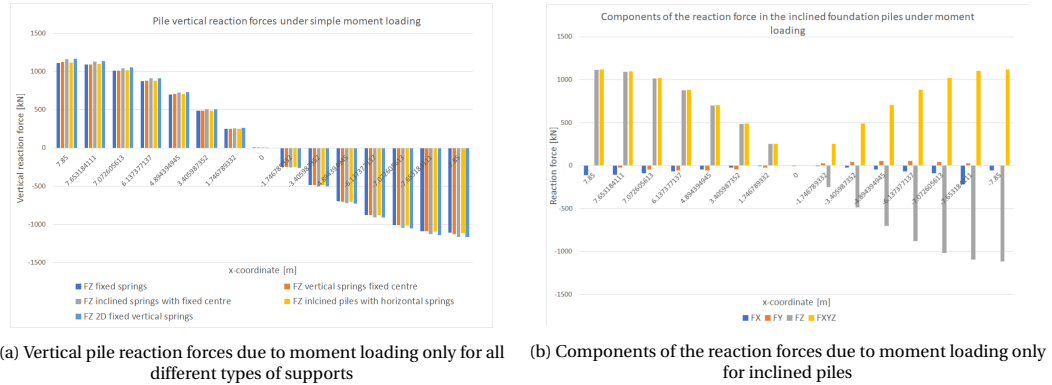 Pile vertical reaction forces under simple moment loading
1500
1000
500
0
-500
-1000
-1500
Vertical reaction force [kN]
7.85
7.653184111
7.072605613
6.137377137
4.894394945
3.405987352
1.746789332
0
-1.746789332
-3.405987352
-4.894394945
-6.137377137
-7.072605613
-7.653184111
-7.85
x-coordinate [m]
FZ fixed springs
FZ vertical springs fixed centre
FZ inclined springs with fixed centre
FZ inlcined piles with horizontal springs
FZ 2D fixed vertical springs
(a) Vertical pile reaction forces due to moment loading only for all
different types of supports
Components of the reaction force in the inclined foundation piles under moment
loading
1500
1000
500
0
-500
-1000
-1500
Reaction force [kN]
7.85
7.653184111
7.072605613
6.137377137
4.894394945
3.405987352
1.746789332
0
-1.746789332
-3.405987352
-4.894394945
-6.137377137
-7.072605613
-7.653184111
-7.85
x-coordinate [m]
FX FY FZ FXYZ
(b) Components of the reaction forces due to moment loading only
for inclined piles